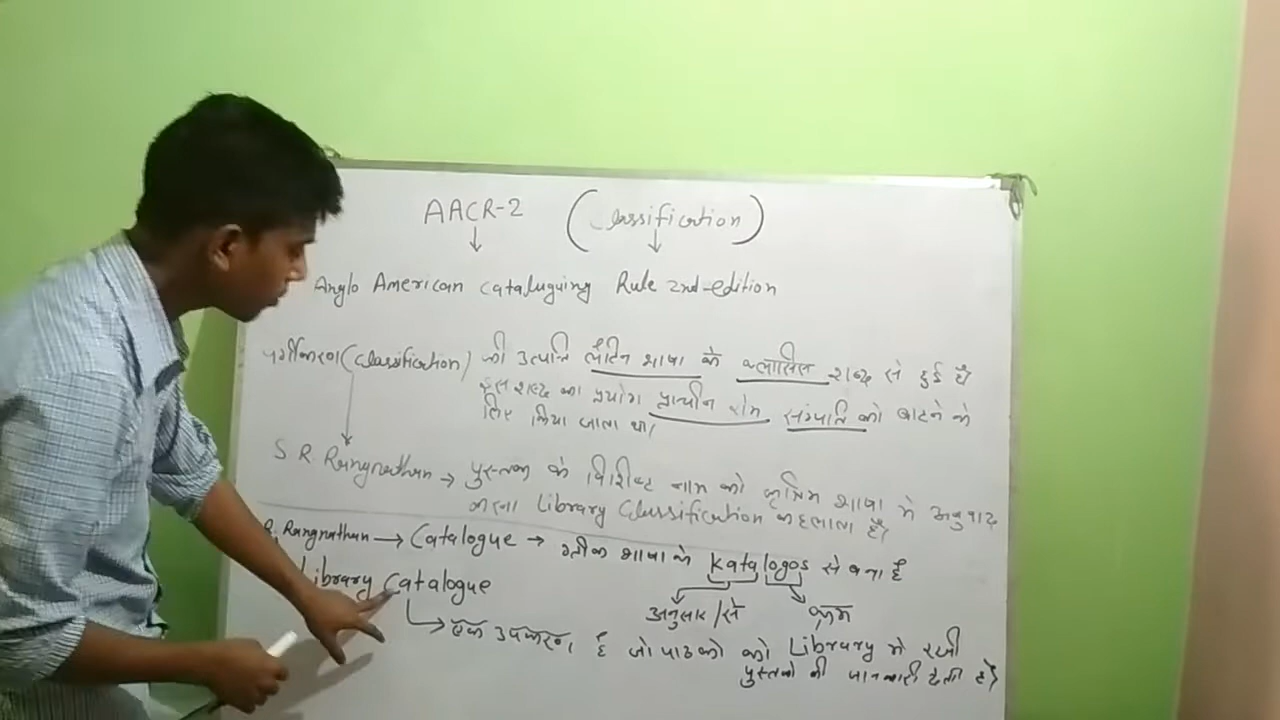 AACR-2 (Classification)
Anglo American Cataluguing Rule 2nd-edition
वर्गीकरण (Classification) की उत्पत्ति लैटिन भाषा के क्लासिस शब्द से हुई है
इस शब्द का प्रयोग प्राचीन रोम संम्पति को बाटने के
लिए किया जाता था।
S R Rangnathan → पुस्तक के विशिष्ट नाम को कृत्रिम भाषा मे अनुवाद
करना Library Classification कहलाता है।
R. Rangnathan → Catalogue → ग्रीक भाषा के Katalogos से बना है
Library Catalogue
अनुसार/से क्रम
एक उपकरण है जो पाठको को Library मे रखी
पुस्तको की जानकारी देती है